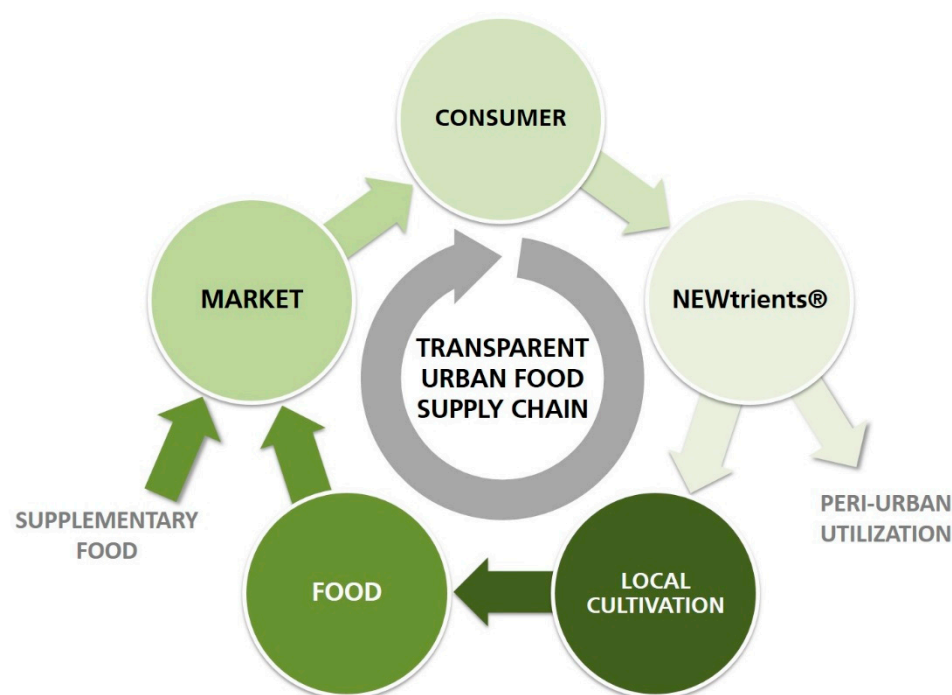 CONSUMER
MARKET
NEWtrients®
TRANSPARENT
URBAN FOOD
SUPPLY CHAIN
SUPPLEMENTARY
FOOD
PERI-URBAN
UTILIZATION
FOOD
LOCAL
CULTIVATION